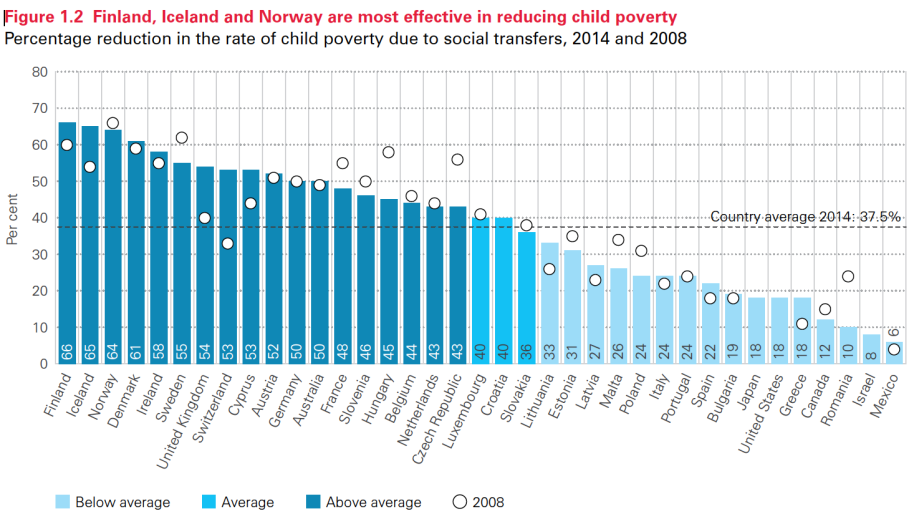 Figure 1.2 Finland, Iceland and Norway are most effective in reducing child poverty
Percentage reduction in the rate of child poverty due to social transfers, 2014 and 2008
80
70
60
50
40
30
20
10
0
Per cent
Country average 2014: 37.5%
66
65
64
61
58
55
54
53
53
52
50
50
48
46
45
44
43
43
40
40
36
33
31
27
26
24
24
24
22
19
18
18
18
12
10
8
6
Finland
Iceland
Norway
Denmark
Ireland
Sweden
United Kingdom
Switzerland
Cyprus
Austria
Germany
Australia
France
Slovenia
Hungary
Belgium
Netherlands
Czech Republic
Luxembourg
Croatia
Slovakia
Lithuania
Estonia
Latvia
Malta
Poland
Italy
Portugal
Spain
Bulgaria
Japan
United States
Greece
Canada
Romania
Israel
Mexico
Below average
Average
Above average
2008